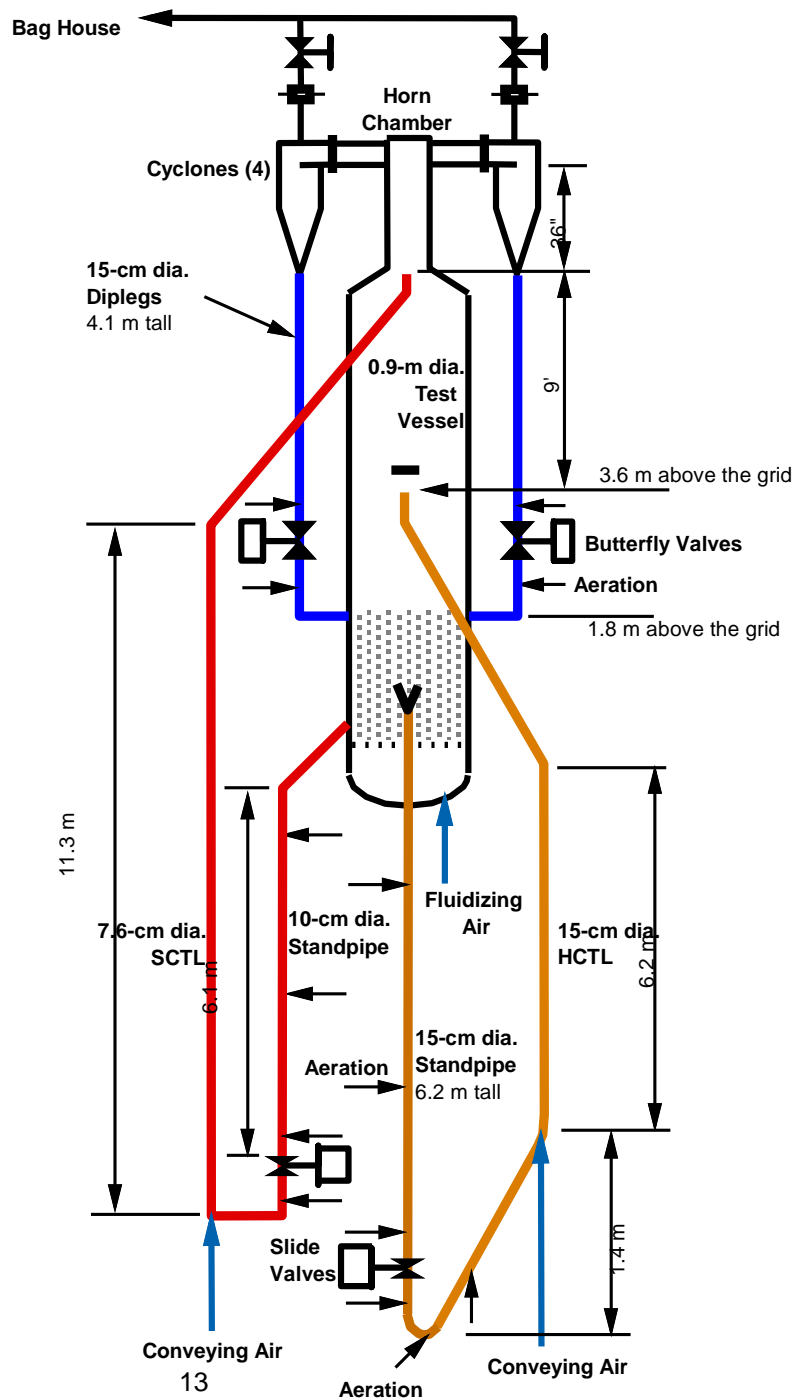 Bag House
Horn
Chamber
Cyclones (4)
36"
15-cm dia.
Diplegs
4.1 m tall
0.9-m dia.
Test
Vessel
9'
3.6 m above the grid
Butterfly Valves
Aeration
1.8 m above the grid
11.3 m
7.6-cm dia.
SCTL
6.1 m
10-cm dia.
Standpipe
Fluidizing
Air
15-cm dia.
HCTL
6.2 m
15-cm dia.
Standpipe
6.2 m tall
Aeration
Slide
Valves
1.4 m
Conveying Air
13
Aeration
Conveying Air